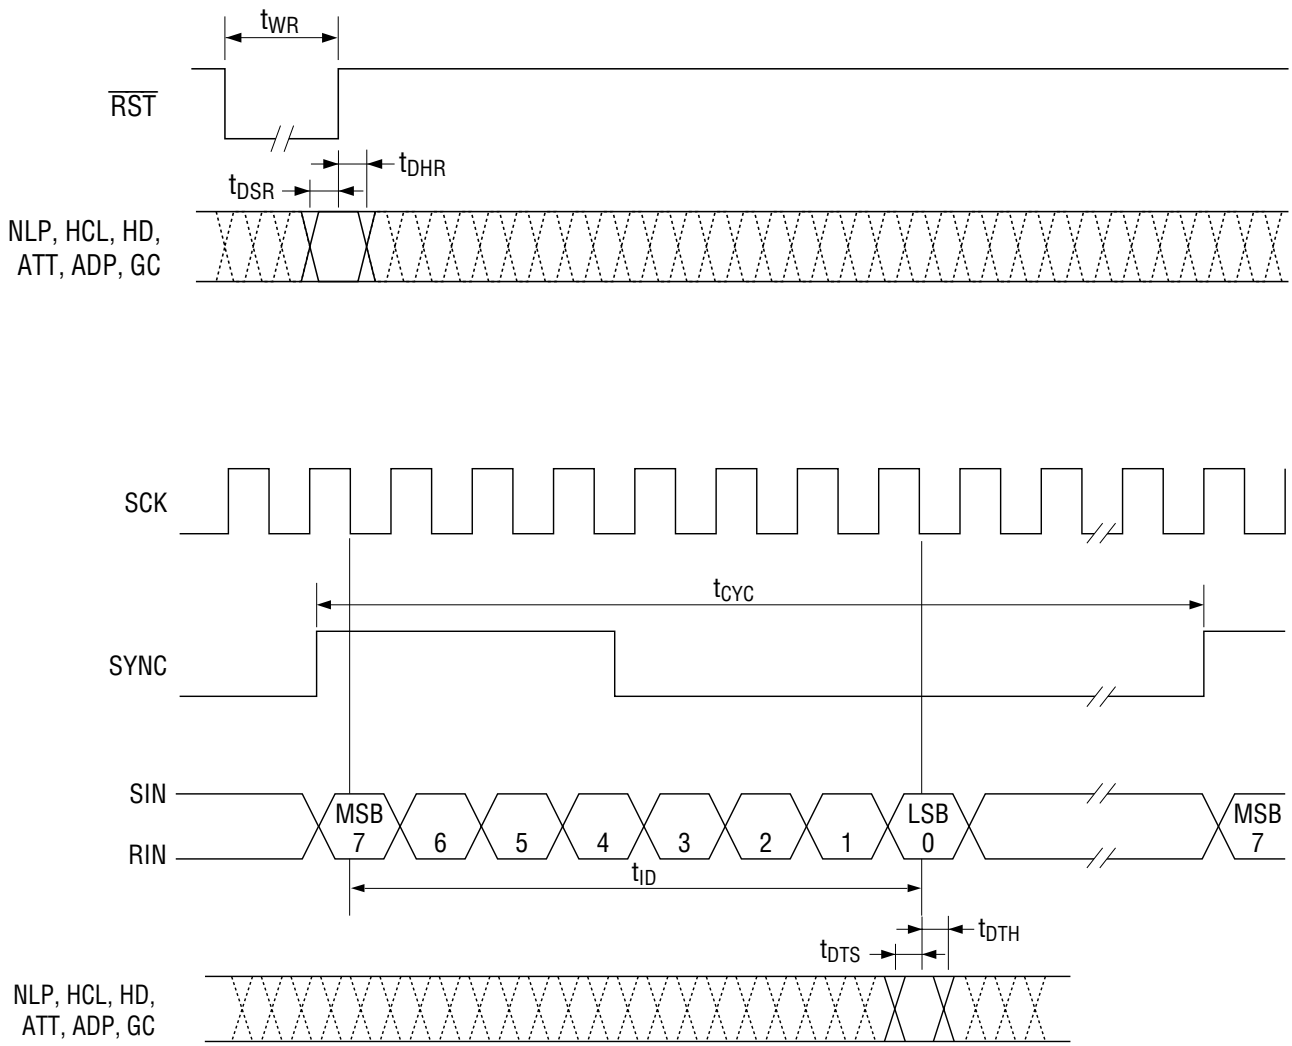 tWR
RST
tDHR
tDSR
NLP, HCL, HD,
ATT, ADP, GC
SCK
tCYC
SYNC
SIN
MSB LSB MSB
7 6 5 4 3 2 1 0 7
RIN
tID
tDTH
tDTS
NLP, HCL, HD,
ATT, ADP, GC